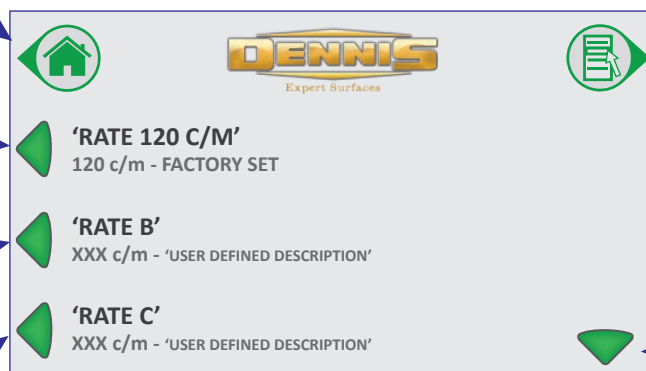 DENNIS
Expert Surfaces
‘RATE 120 C/M’
120 c/m - FACTORY SET
‘RATE B’
XXX c/m - ‘USER DEFINED DESCRIPTION’
‘RATE C’
XXX c/m - ‘USER DEFINED DESCRIPTION’